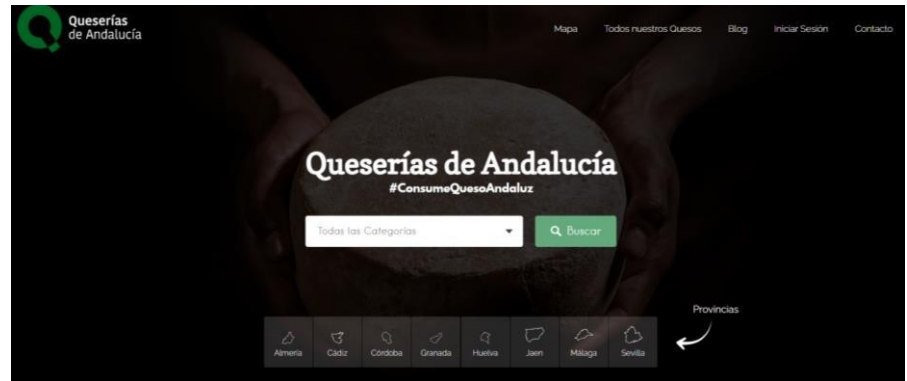 Queserías
de Andalucía
Mapa Todos nuestros Quesos Blog Iniciar Sesión Contacto
Queserías de Andalucía
#ConsumeQuesoAndaluz
Todas las Categorías Buscar
Provincias
Almería Cádiz Córdoba Granada Huelva Jaen Málaga Sevilla